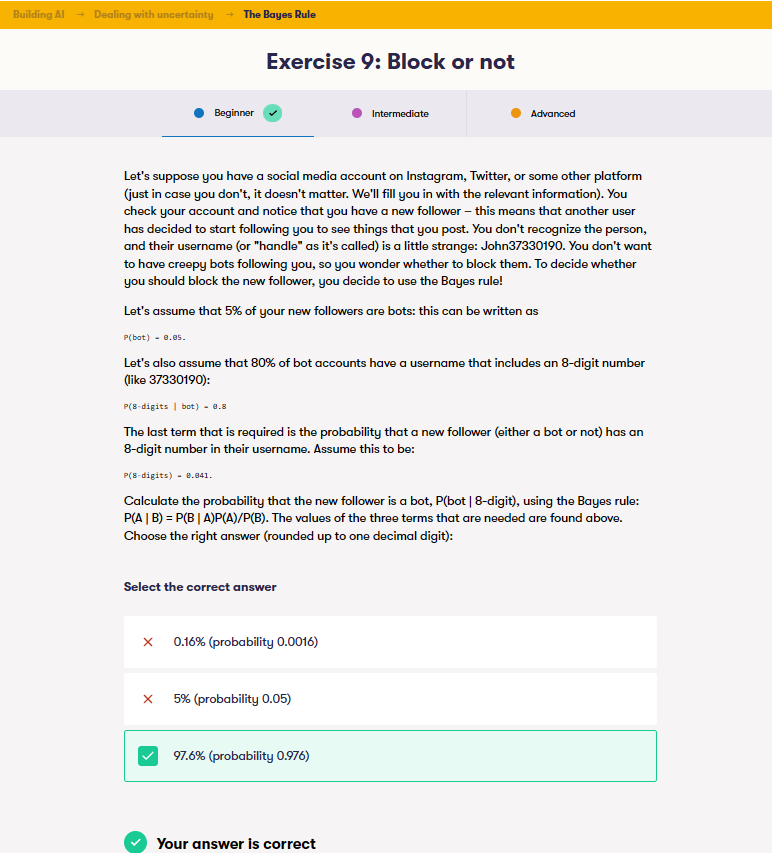 Building AI → Dealing with uncertainty → The Bayes Rule
Exercise 9: Block or not
Beginner
Intermediate
Advanced
Let's suppose you have a social media account on Instagram, Twitter, or some other platform
(just in case you don't, it doesn't matter. We'll fill you in with the relevant information). You
check your account and notice that you have a new follower – this means that another user
has decided to start following you to see things that you post. You don't recognize the person,
and their username (or "handle" as it's called) is a little strange: John37330190. You don't want
to have creepy bots following you, so you wonder whether to block them. To decide whether
you should block the new follower, you decide to use the Bayes rule!
Let's assume that 5% of your new followers are bots: this can be written as
P(bot) = 0.05.
Let's also assume that 80% of bot accounts have a username that includes an 8-digit number
(like 37330190):
P(8-digits | bot) = 0.8
The last term that is required is the probability that a new follower (either a bot or not) has an
8-digit number in their username. Assume this to be:
P(8-digits) = 0.041.
Calculate the probability that the new follower is a bot, P(bot | 8-digit), using the Bayes rule:
P(A | B) = P(B | A)P(A)/P(B). The values of the three terms that are needed are found above.
Choose the right answer (rounded up to one decimal digit):
Select the correct answer
0.16% (probability 0.0016)
5% (probability 0.05)
97.6% (probability 0.976)
Your answer is correct